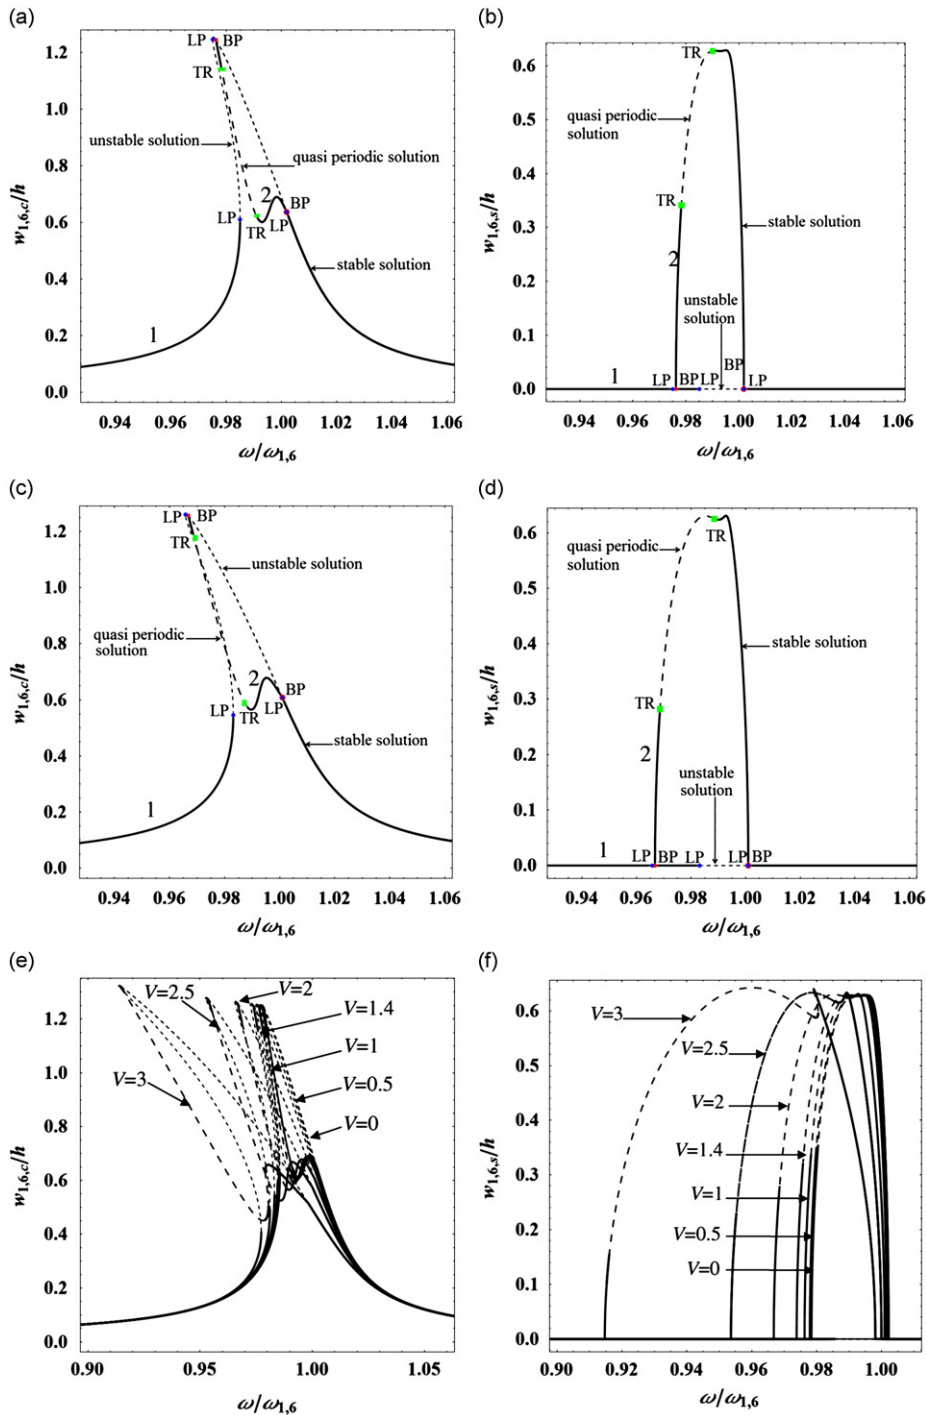 (a)
w1,6,c/h
1.2
1.0
0.8
0.6
0.4
0.2
0.0
LP
BP
TR
unstable solution
quasi periodic solution
2
LP
TR
LP
BP
stable solution
1
0.94
0.96
0.98
1.00
1.02
1.04
1.06
ω/ω1,6
(b)
w1,6,s/h
0.6
0.5
0.4
0.3
0.2
0.1
0.0
TR
quasi periodic
solution
TR
2
stable solution
unstable
solution
BP
1
LP
BP
LP
LP
0.94
0.96
0.98
1.00
1.02
1.04
1.06
ω/ω1,6
(c)
w1,6,c/h
1.2
1.0
0.8
0.6
0.4
0.2
0.0
LP
BP
TR
unstable solution
quasi periodic
solution
2
LP
TR
LP
BP
stable solution
1
0.94
0.96
0.98
1.00
1.02
1.04
1.06
ω/ω1,6
(d)
w1,6,s/h
0.6
0.5
0.4
0.3
0.2
0.1
0.0
TR
quasi periodic
solution
stable solution
TR
2
unstable
solution
1
LP
BP
LP
LP
BP
0.94
0.96
0.98
1.00
1.02
1.04
1.06
ω/ω1,6
(e)
w1,6,c/h
1.2
1.0
0.8
0.6
0.4
0.2
0.0
V=2.5
V=2
V=1.4
V=1
V=3
V=0.5
V=0
0.90
0.95
1.00
1.05
ω/ω1,6
(f)
w1,6,s/h
0.6
0.5
0.4
0.3
0.2
0.1
0.0
V=3
V=2.5
V=2
V=1.4
V=1
V=0.5
V=0
0.90
0.92
0.94
0.96
0.98
1.00
ω/ω1,6